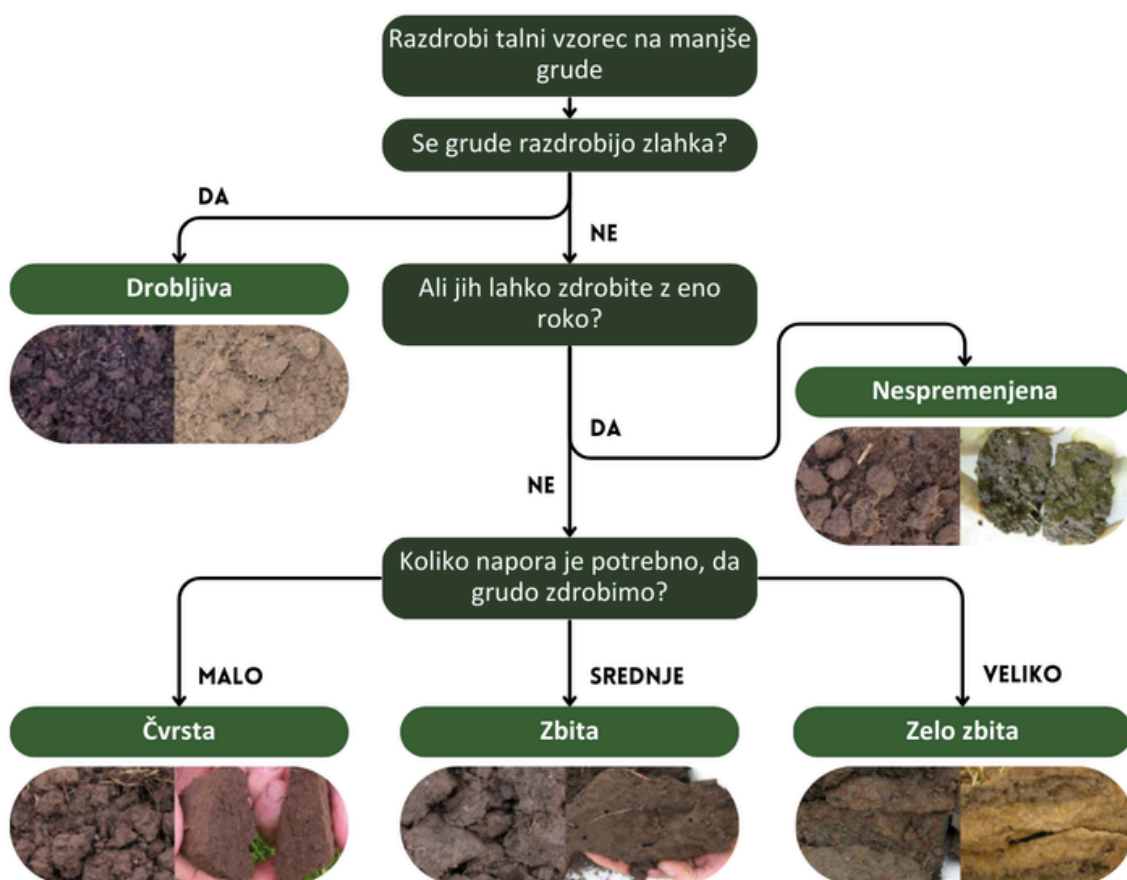 Razdrobi talni vzorec na manjše
grude
Se grude razdrobijo zlahka?
DA
NE
Drobljiva
Ali jih lahko zdrobite z eno
roko?
Nespremenjena
DA
NE
Koliko napora je potrebno, da
grudo zdrobimo?
MALO
SREDNJE
VELIKO
Čvrsta
Zbita
Zelo zbita